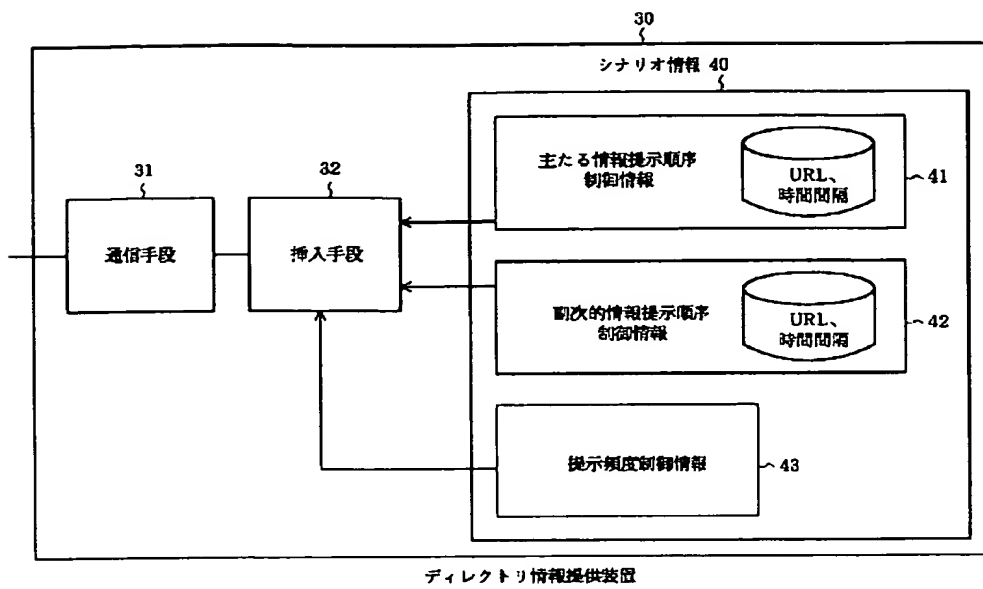 30
シナリオ情報 40
31
32
主たる情報提示順序
制御情報
URL、
時間間隔
41
通信手段
挿入手段
副次的情報提示順序
制御情報
URL、
時間間隔
42
提示頻度制御情報
43
ディレクトリ情報提供装置